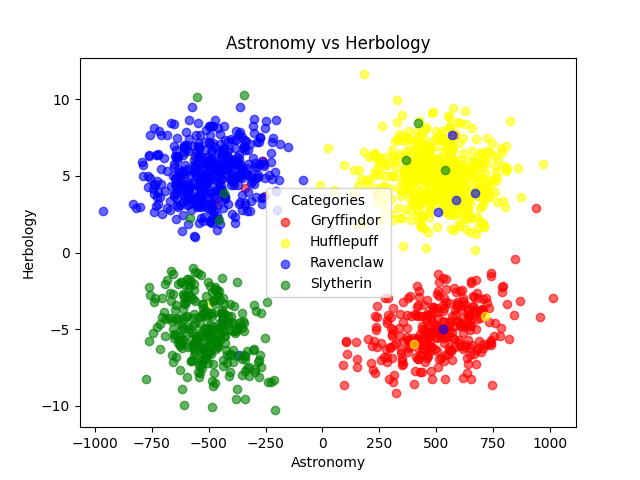 Astronomy vs Herbology
10
5
0
−5
−10
Herbology
Categories
Gryffindor
Hufflepuff
Ravenclaw
Slytherin
−1000 −750 −500 −250 0 250 500 750 1000
Astronomy